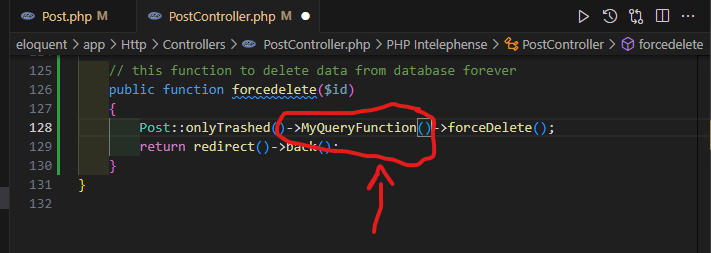 Post.php M PostController.php M
eloquent > app > Http > Controllers > PostController.php > PHP Intelephense > PostController > forcedelete
125 // this function to delete data from database forever
126 public function forcedelete($id)
127 {
128 Post::onlyTrashed()->MyQueryFunction()->forceDelete();
129 return redirect()->back();
130 }
131 }
132